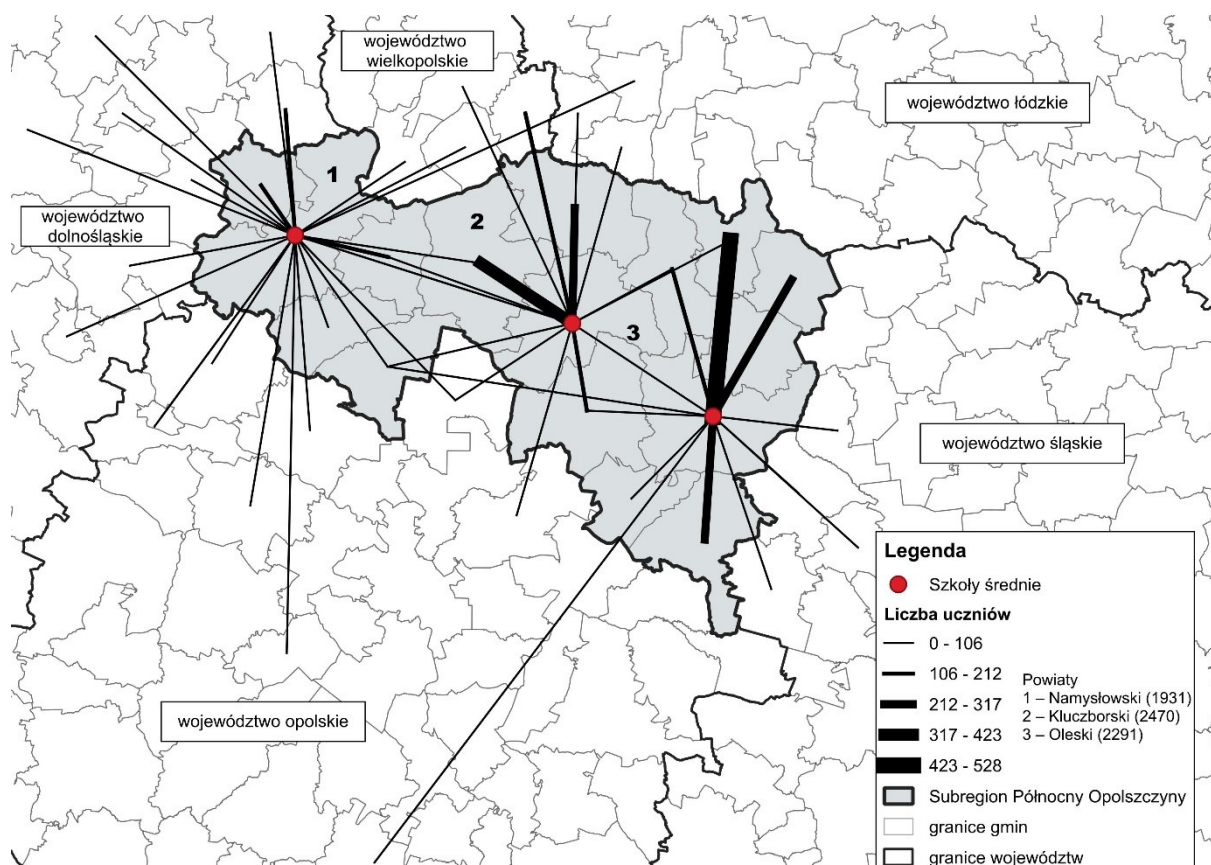 województwo
wielkopolskie
województwo łódzkie
1
województwo
dolnośląskie
2
3
województwo śląskie
województwo opolskie
Legenda
Szkoły średnie
Liczba uczniów
0 - 106
106 - 212
212 - 317
317 - 423
423 - 528
Powiaty
1 – Namysłowski (1931)
2 – Kluczborski (2470)
3 – Oleski (2291)
Subregion Północny Opolszczyny
granice gmin
granice województw